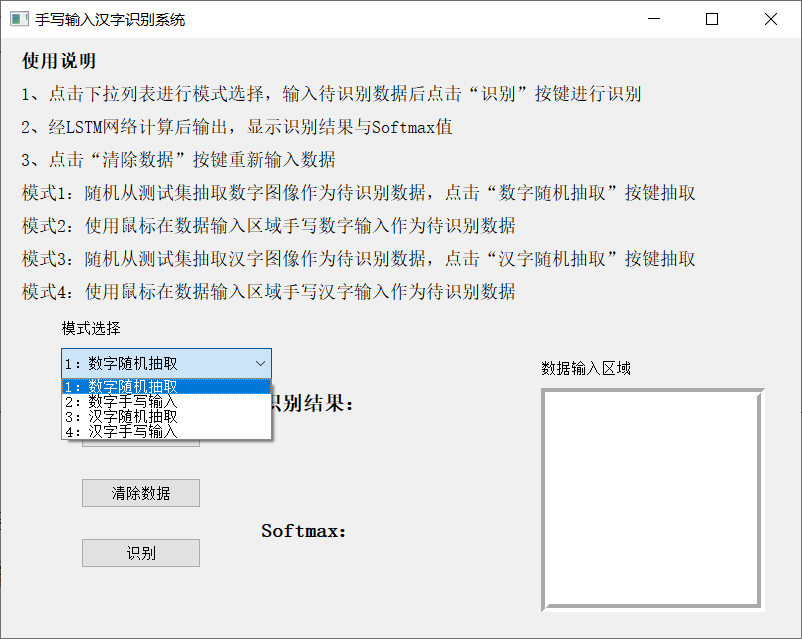 手写输入汉字识别系统
使用说明
1、点击下拉列表进行模式选择，输入待识别数据后点击“识别”按键进行识别
2、经LSTM网络计算后输出，显示识别结果与Softmax值
3、点击“清除数据”按键重新输入数据
模式1：随机从测试集抽取数字图像作为待识别数据，点击“数字随机抽取”按键抽取
模式2：使用鼠标在数据输入区域手写数字输入作为待识别数据
模式3：随机从测试集抽取汉字图像作为待识别数据，点击“汉字随机抽取”按键抽取
模式4：使用鼠标在数据输入区域手写汉字输入作为待识别数据
模式选择
1：数字随机抽取
1：数字随机抽取
2：数字手写输入
3：汉字随机抽取
4：汉字手写输入
数据输入区域
识别结果：
清除数据
Softmax：
识别